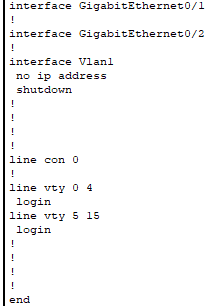 interface GigabitEthernet0/1
!
interface GigabitEthernet0/2
!
interface Vlan1
 no ip address
 shutdown
!
!
!
!
line con 0
!
line vty 0 4
 login
line vty 5 15
 login
!
!
!
!
end